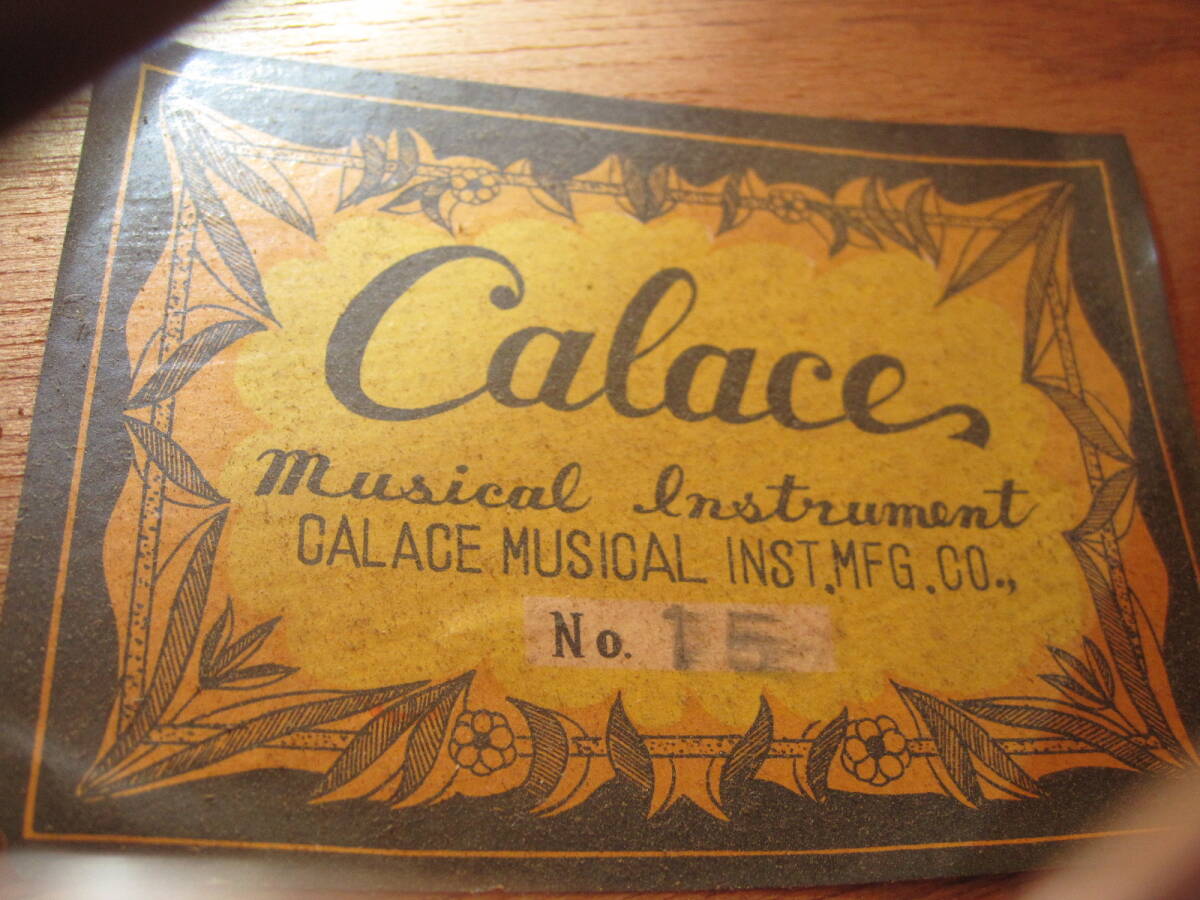 Calace
Musical Instrument
CALACE MUSICAL INST.MFG.CO.,
No. 15